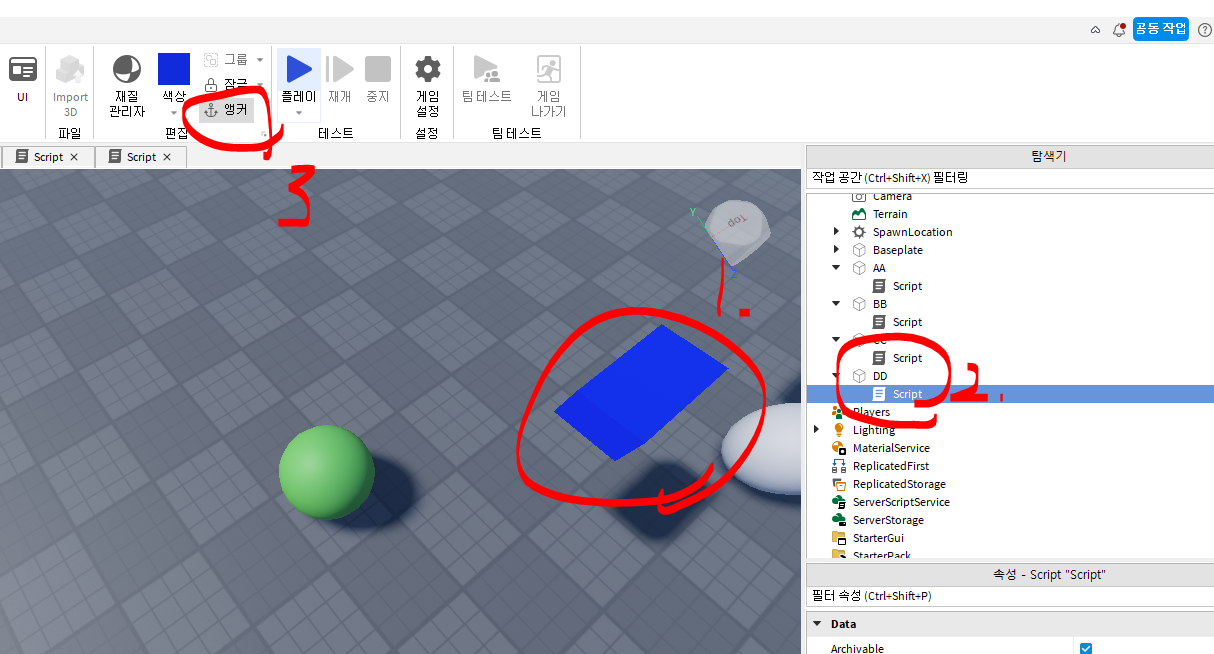 공동 작업
UI
Import
3D
파일
재질
관리자
색상
그룹
잠금
앵커
편집
플레이
재개
중지
테스트
게임
설정
설정
팀 테스트
게임
나가기
팀 테스트
Script
Script
3
Y
Top
Z
1.
2.
탐색기
작업 공간 (Ctrl+Shift+X) 필터링
Camera
Terrain
SpawnLocation
Baseplate
AA
Script
BB
Script
CC
Script
DD
Script
Players
Lighting
MaterialService
ReplicatedFirst
ReplicatedStorage
ServerScriptService
ServerStorage
StarterGui
StarterPack
속성 - Script "Script"
필터 속성 (Ctrl+Shift+P)
Data
Archivable